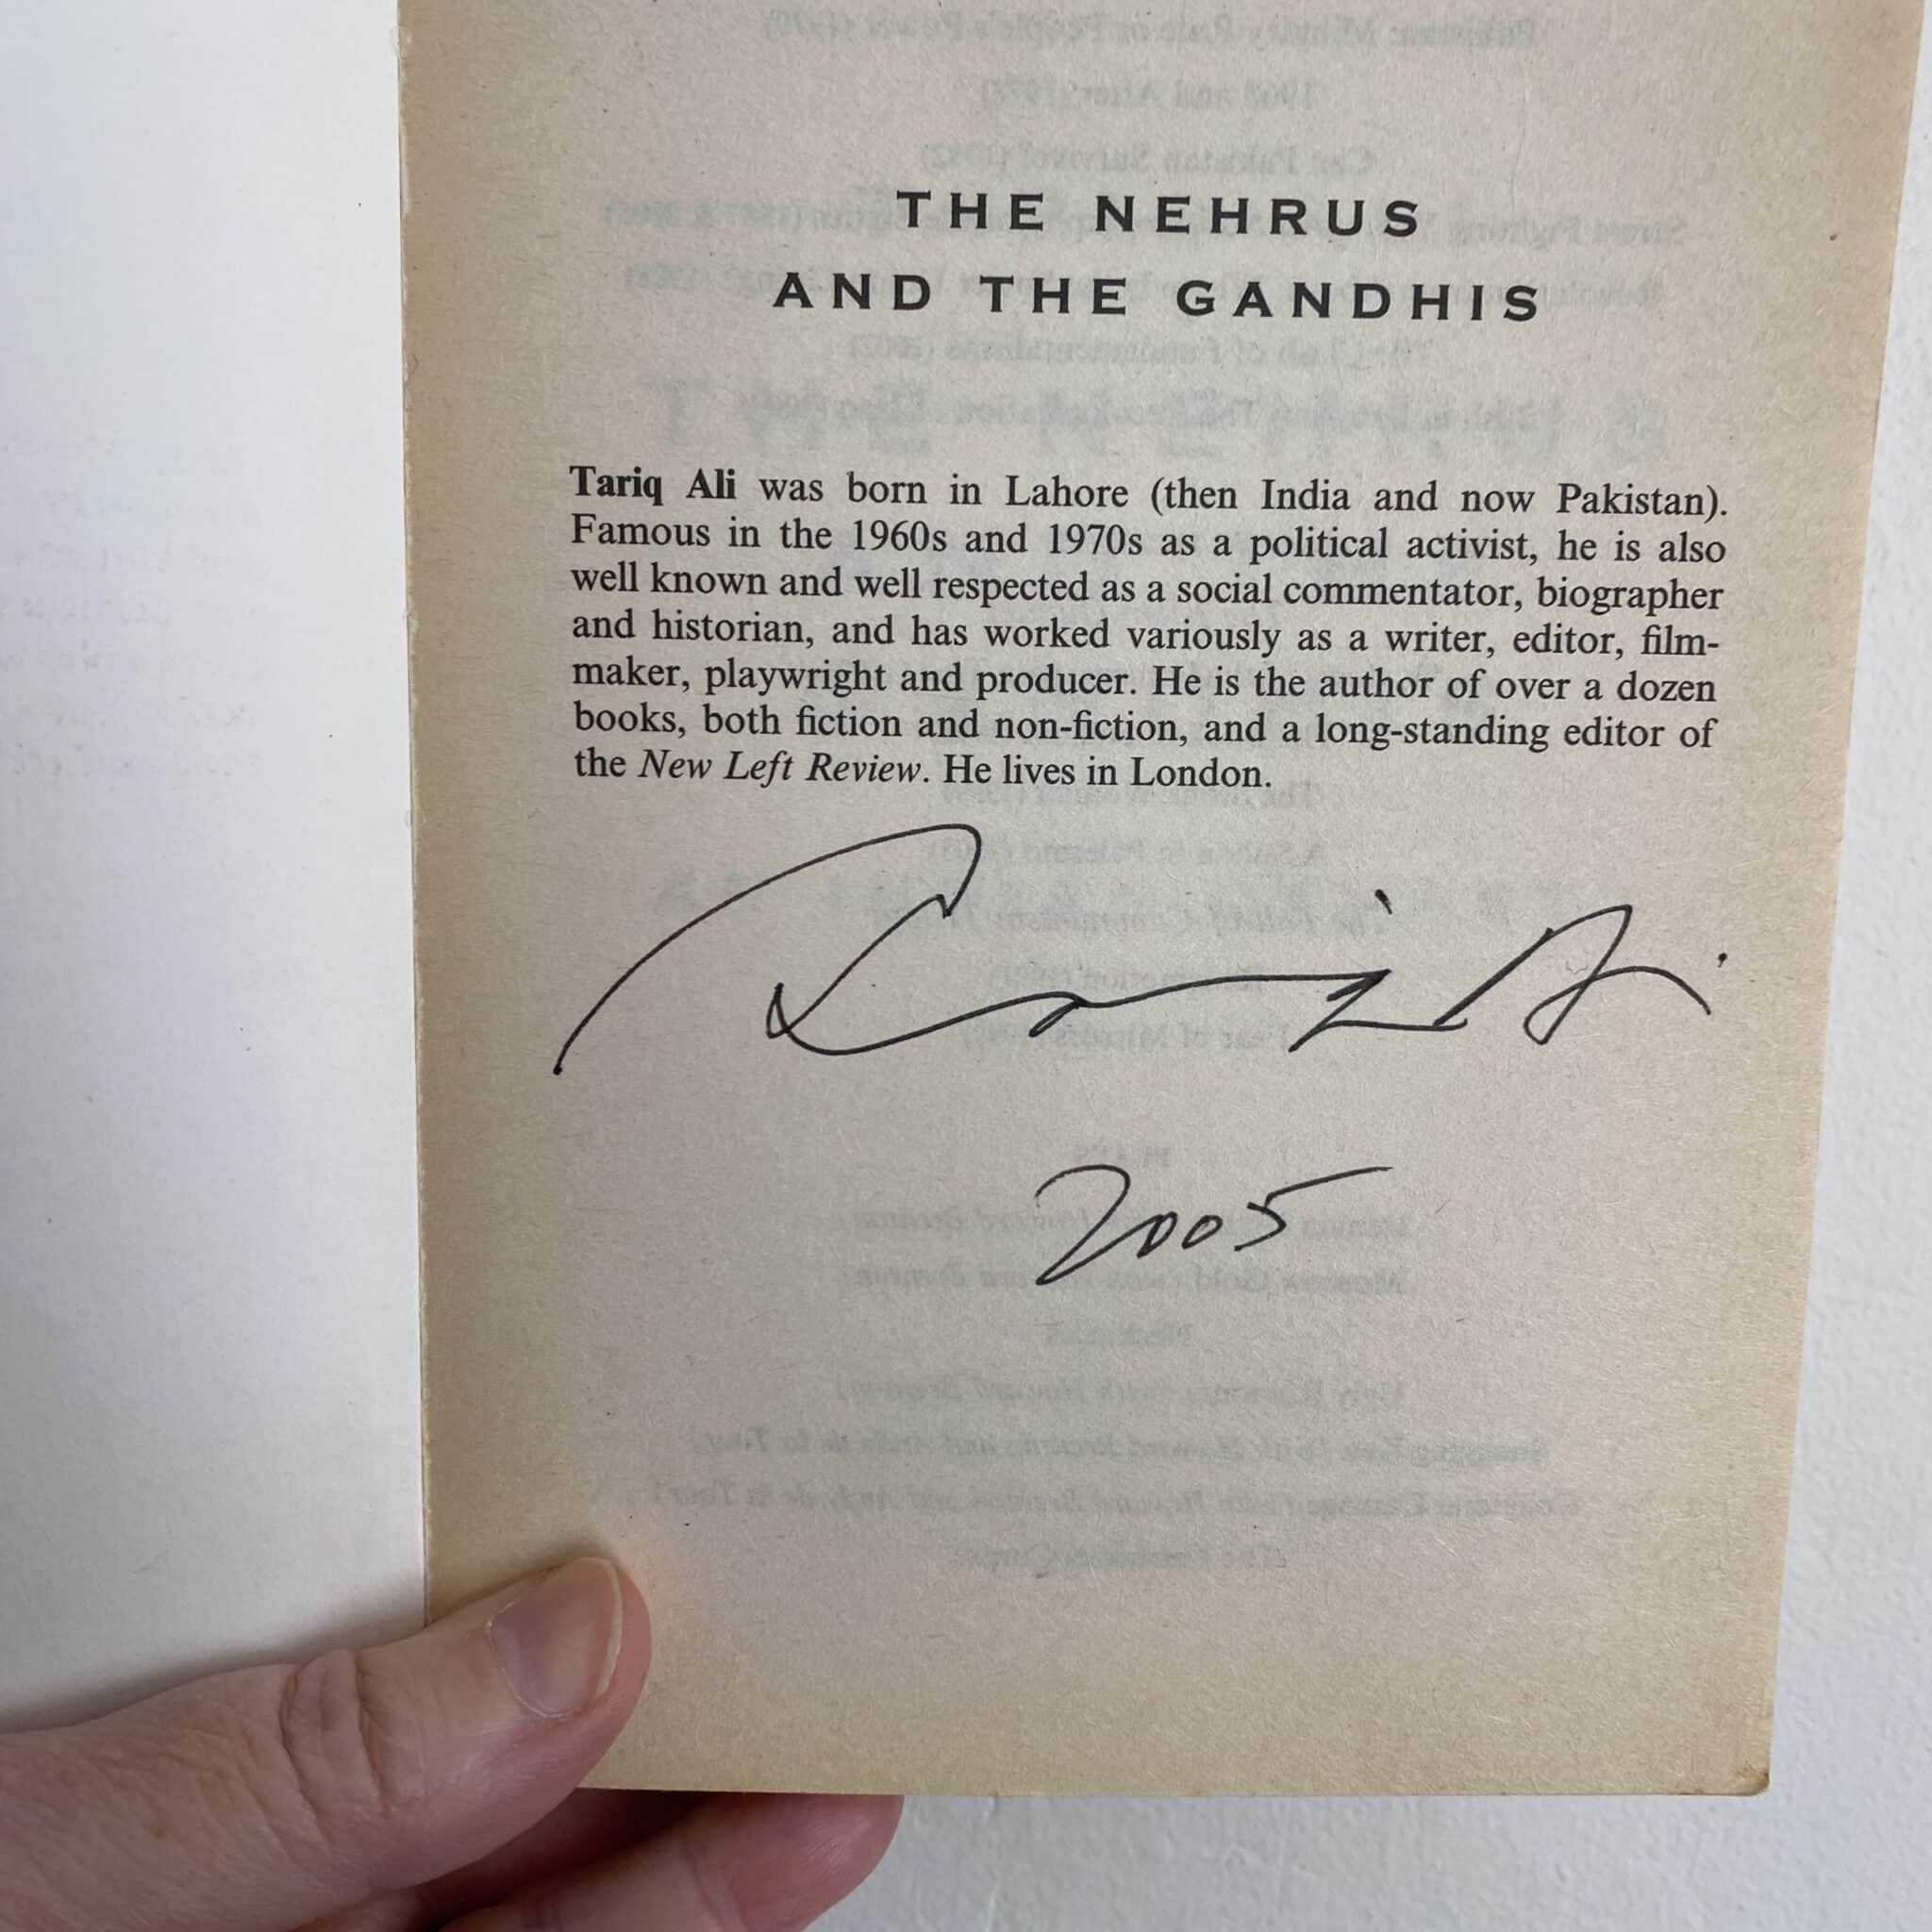 THE NEHRUS
AND THE GANDHIS
Tariq Ali was born in Lahore (then India and now Pakistan).
Famous in the 1960s and 1970s as a political activist, he is also
well known and well respected as a social commentator, biographer
and historian, and has worked variously as a writer, editor, film-
maker, playwright and producer. He is the author of over a dozen
books, both fiction and non-fiction, and a long-standing editor of
the New Left Review. He lives in London.
Tariq Ali
2005